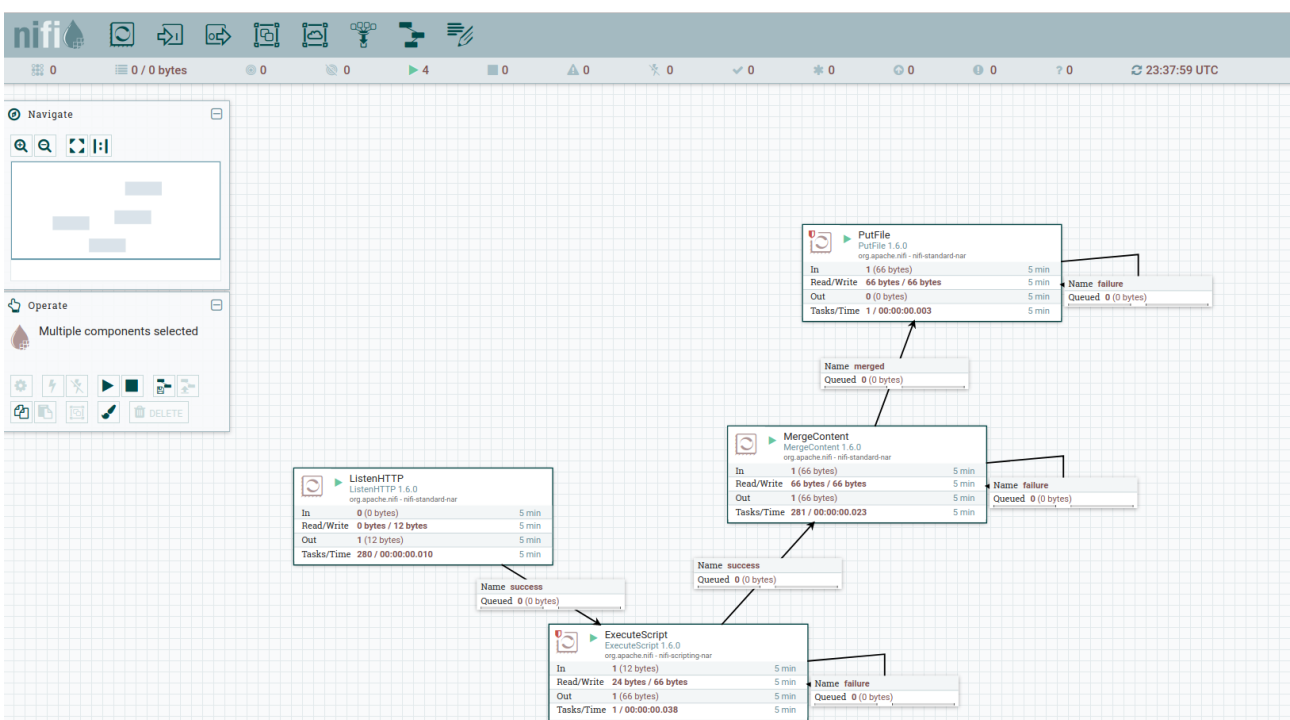 nifi
0
0 / 0 bytes
0
0
4
0
0
0
0
0
0
0
? 0
23:37:59 UTC
Navigate
Operate
Multiple components selected
DELETE
PutFile
PutFile 1.6.0
org.apache.nifi - nifi-standard-nar
In 1 (66 bytes) 5 min
Read/Write 66 bytes / 66 bytes 5 min
Out 0 (0 bytes) 5 min
Tasks/Time 1 / 00:00:00.003 5 min
Name failure
Queued 0 (0 bytes)
Name merged
Queued 0 (0 bytes)
MergeContent
MergeContent 1.6.0
org.apache.nifi - nifi-standard-nar
In 1 (66 bytes) 5 min
Read/Write 66 bytes / 66 bytes 5 min
Out 1 (66 bytes) 5 min
Tasks/Time 281 / 00:00:00.023 5 min
Name failure
Queued 0 (0 bytes)
ListenHTTP
ListenHTTP 1.6.0
org.apache.nifi - nifi-standard-nar
In 0 (0 bytes) 5 min
Read/Write 0 bytes / 12 bytes 5 min
Out 1 (12 bytes) 5 min
Tasks/Time 280 / 00:00:00.010 5 min
Name success
Queued 0 (0 bytes)
Name success
Queued 0 (0 bytes)
ExecuteScript
ExecuteScript 1.6.0
org.apache.nifi - nifi-scripting-nar
In 1 (12 bytes) 5 min
Read/Write 24 bytes / 66 bytes 5 min
Out 1 (66 bytes) 5 min
Tasks/Time 1 / 00:00:00.038 5 min
Name failure
Queued 0 (0 bytes)